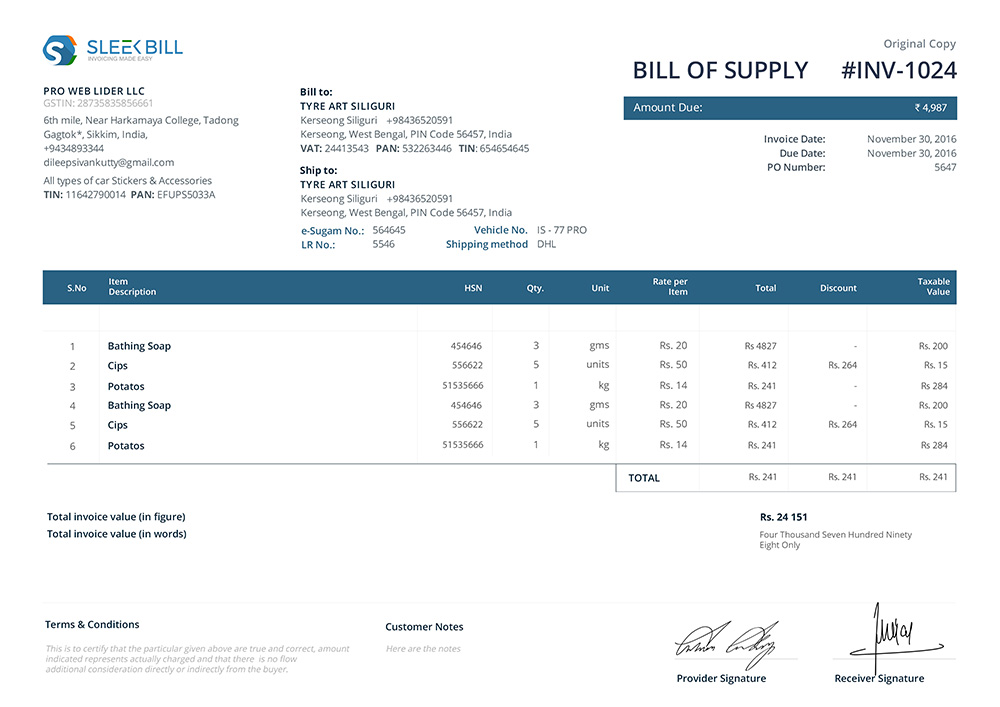 SLEEK BILL
INVOICING MADE EASY
Original Copy
BILL OF SUPPLY #INV-1024
Amount Due: ₹ 4,987
Invoice Date: November 30, 2016
Due Date: November 30, 2016
PO Number: 5647
PRO WEB LIDER LLC
GSTIN: 28735835856661
6th mile, Near Harkamaya College, Tadong
Gagtok*, Sikkim, India,
+9434893344
dileepsivankutty@gmail.com
All types of car Stickers & Accessories
TIN: 11642790014 PAN: EFUPS5033A
Bill to:
TYRE ART SILIGURI
Kerseong Siliguri +98436520591
Kerseong, West Bengal, PIN Code 56457, India
VAT: 24413543 PAN: 532263446 TIN: 654654645
Ship to:
TYRE ART SILIGURI
Kerseong Siliguri +98436520591
Kerseong, West Bengal, PIN Code 56457, India
e-Sugam No.: 564645 Vehicle No. IS - 77 PRO
LR No.: 5546 Shipping method DHL
S.No Item Description HSN Qty. Unit Rate per Item Total Discount Taxable Value
1 Bathing Soap 454646 3 gms Rs. 20 Rs 4827 - Rs. 200
2 Cips 556622 5 units Rs. 50 Rs. 412 Rs. 264 Rs. 15
3 Potatos 51535666 1 kg Rs. 14 Rs. 241 - Rs 284
4 Bathing Soap 454646 3 gms Rs. 20 Rs 4827 - Rs. 200
5 Cips 556622 5 units Rs. 50 Rs. 412 Rs. 264 Rs. 15
6 Potatos 51535666 1 kg Rs. 14 Rs. 241 Rs 284
TOTAL Rs. 241 Rs. 241 Rs. 241
Total invoice value (in figure) Rs. 24 151
Total invoice value (in words) Four Thousand Seven Hundred Ninety
Eight Only
Terms & Conditions
This is to certify that the particular given above are true and correct, amount
indicated represents actually charged and that there is no flow
additional consideration directly or indirectly from the buyer.
Customer Notes
Here are the notes
Provider Signature
Receiver Signature